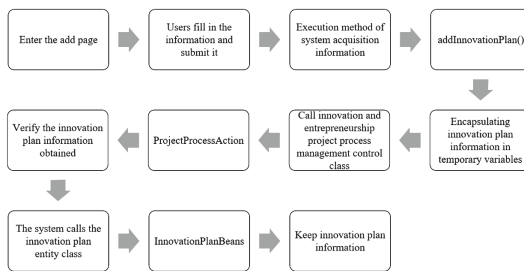 Enter the add page
Users fill in the
information and
submit it
Execution method of
system acquisition
information
addInnovationPlan()
Encapsulating
innovation plan
information in
temporary variables
Call innovation and
entrepreneurship
project process
management control
class
ProjectProcessAction
Verify the innovation
plan information
obtained
The system calls the
innovation plan
entity class
InnovationPlanBeans
Keep innovation plan
information